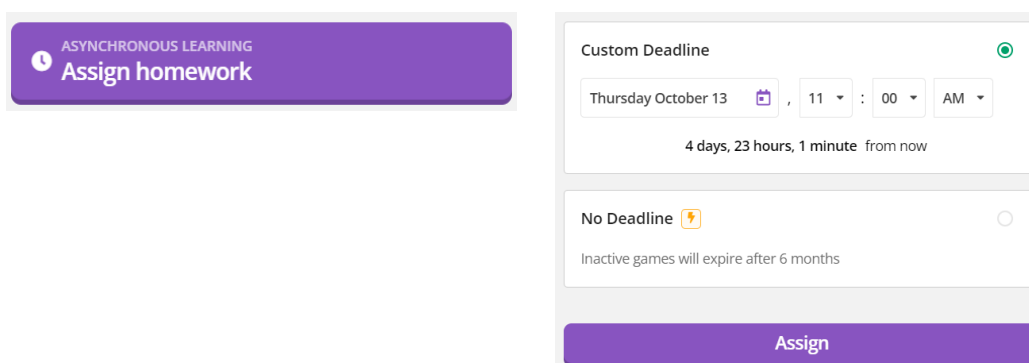 ASYNCHRONOUS LEARNING
Assign homework
Custom Deadline
Thursday October 13 , 11 : 00 AM
4 days, 23 hours, 1 minute from now
No Deadline
Inactive games will expire after 6 months
Assign